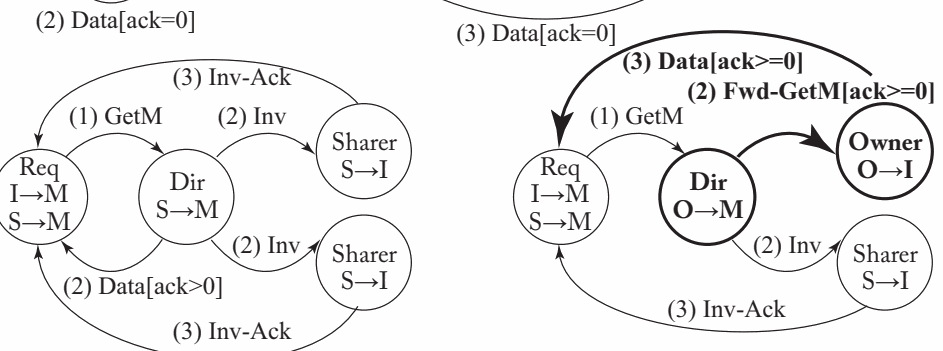 (2) Data[ack=0]
(3) Inv-Ack
(1) GetM
(2) Inv
Sharer
S→I
Req
I→M
S→M
Dir
S→M
(2) Inv
Sharer
S→I
(2) Data[ack>0]
(3) Inv-Ack
(3) Data[ack=0]
(3) Data[ack>=0]
(2) Fwd-GetM[ack>=0]
(1) GetM
Owner
O→I
Req
I→M
S→M
Dir
O→M
(2) Inv
Sharer
S→I
(3) Inv-Ack